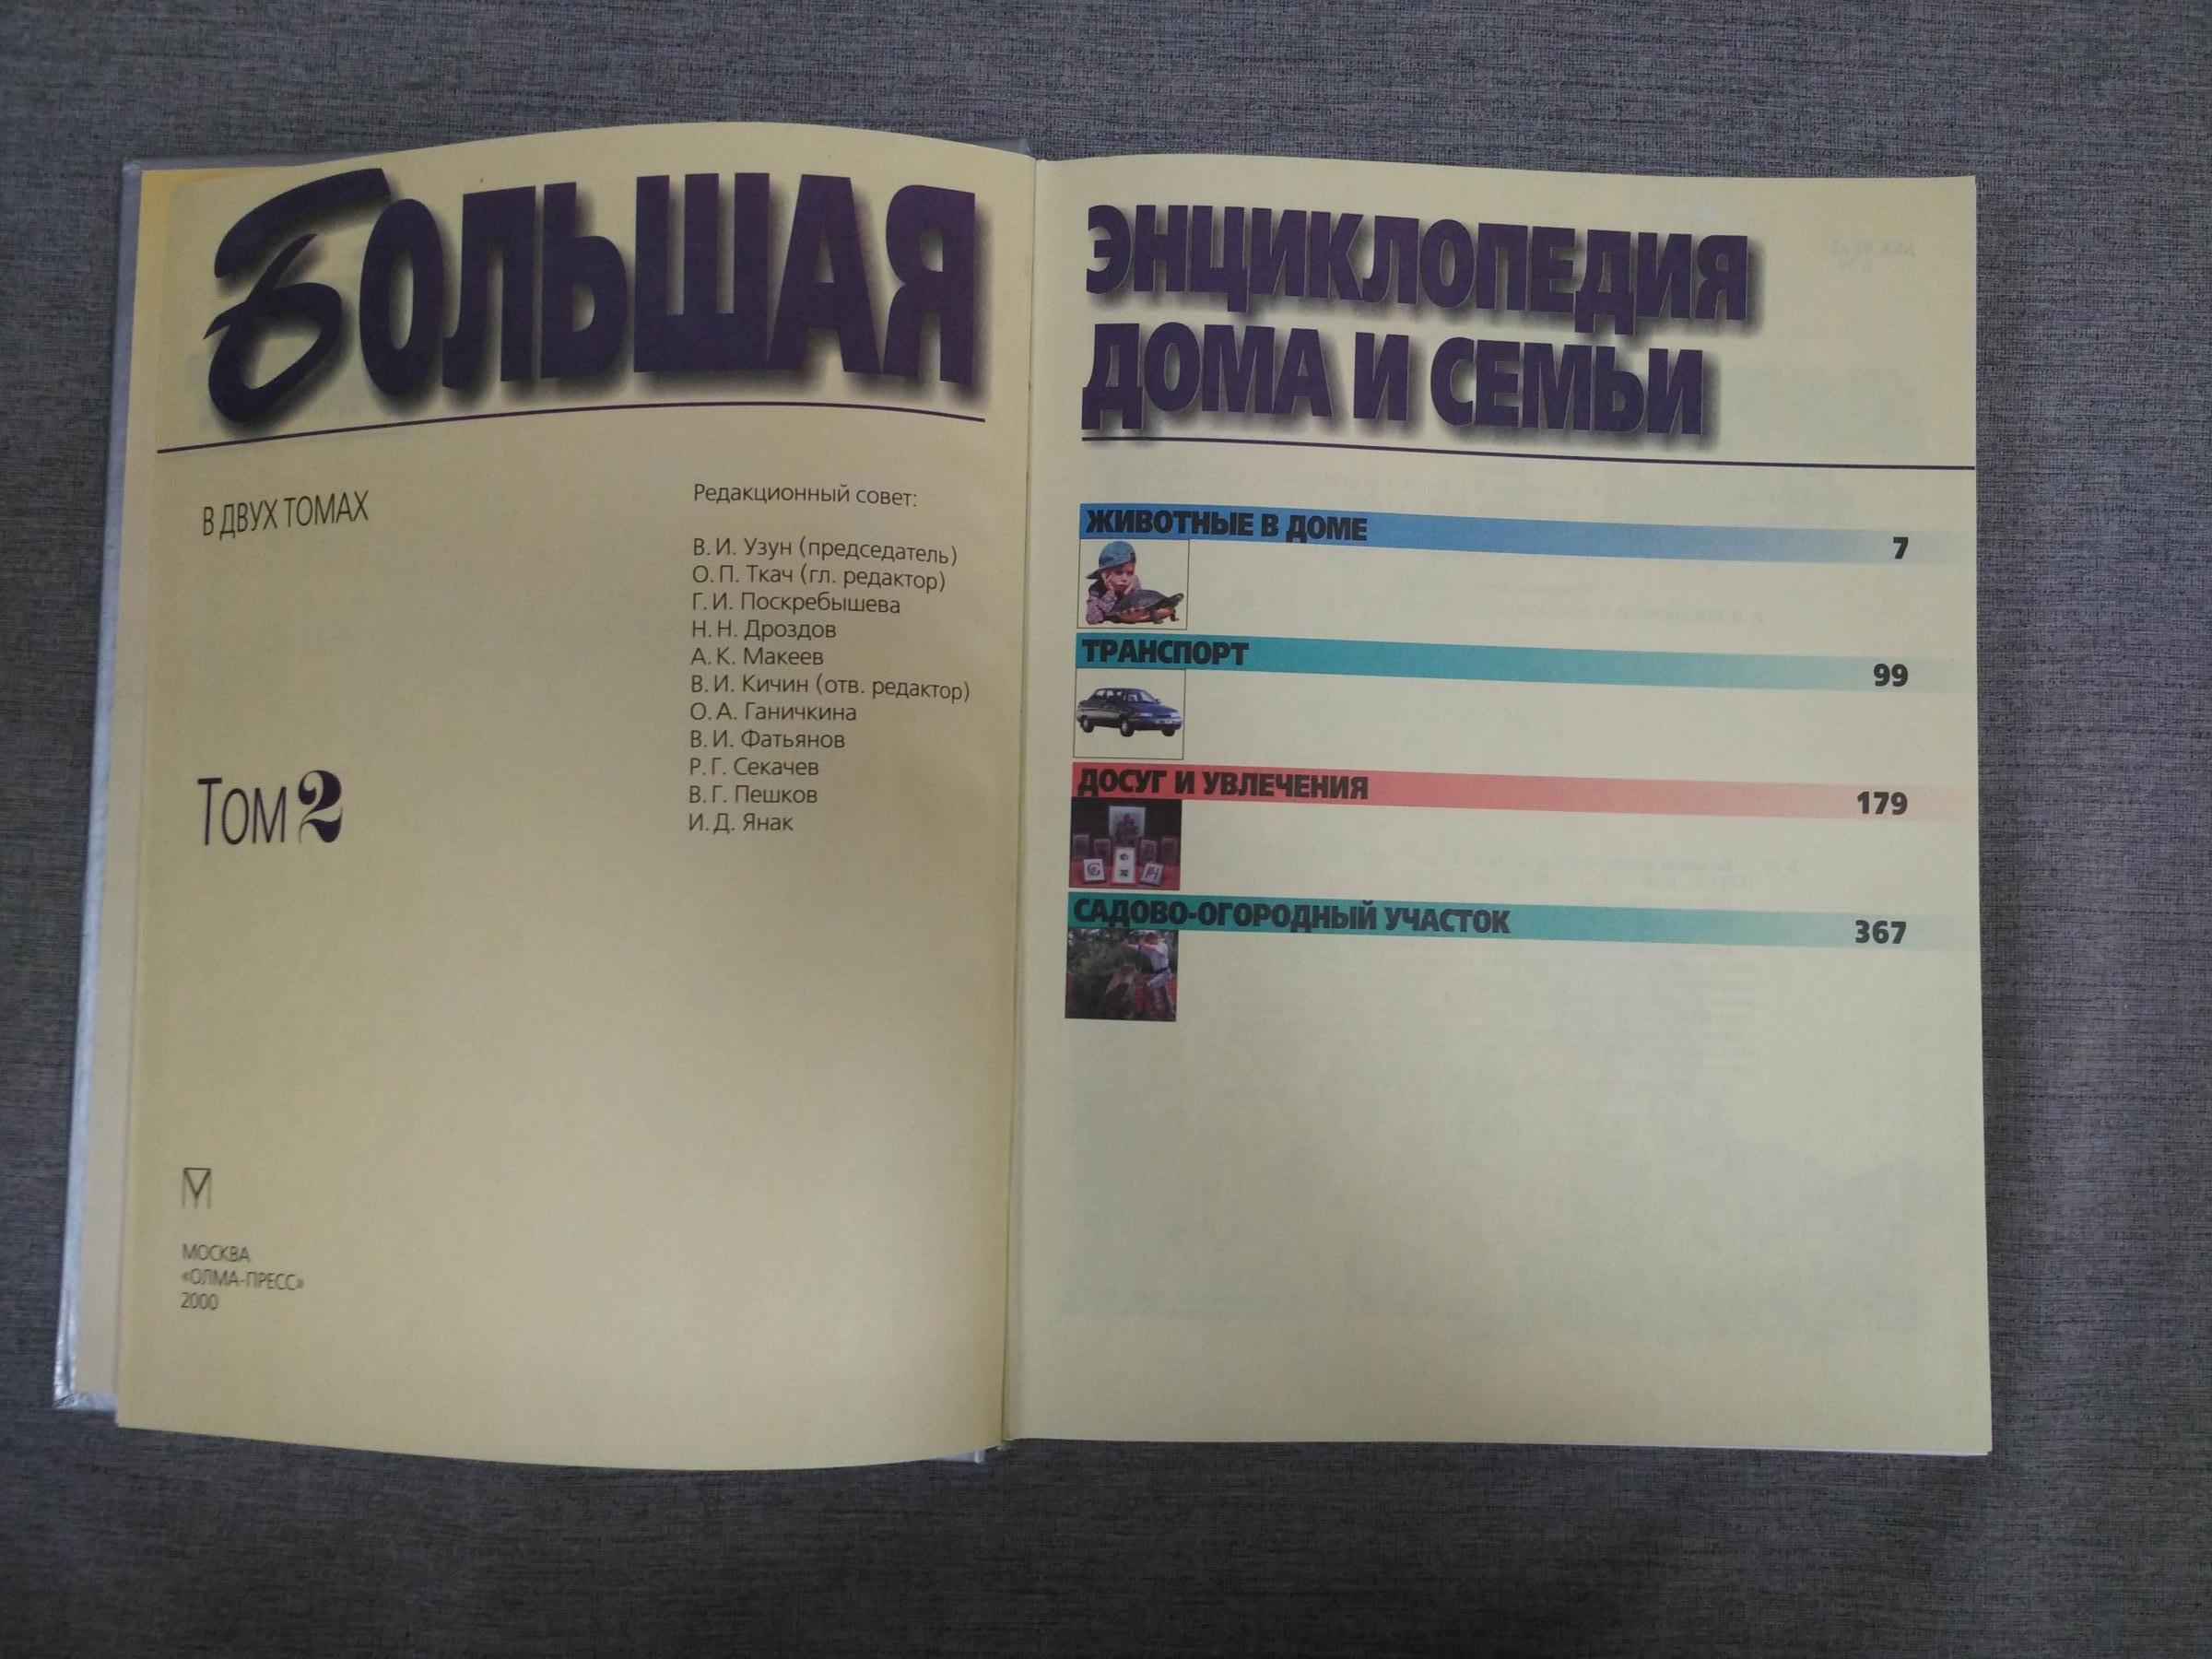 БОЛЬШАЯ
В ДВУХ ТОМАХ
Редакционный совет:
В. И. Узун (председатель)
О. П. Ткач (гл. редактор)
Г. И. Поскребышева
Н. Н. Дроздов
А. К. Макеев
В. И. Кичин (отв. редактор)
О. А. Ганичкина
В. И. Фатьянов
Р. Г. Секачев
В. Г. Пешков
И. Д. Янак
Том 2
МОСКВА
«ОЛМА-ПРЕСС»
2000
ЭНЦИКЛОПЕДИЯ
ДОМА И СЕМЬИ
ЖИВОТНЫЕ В ДОМЕ 7
ТРАНСПОРТ 99
ДОСУГ И УВЛЕЧЕНИЯ 179
САДОВО-ОГОРОДНЫЙ УЧАСТОК 367